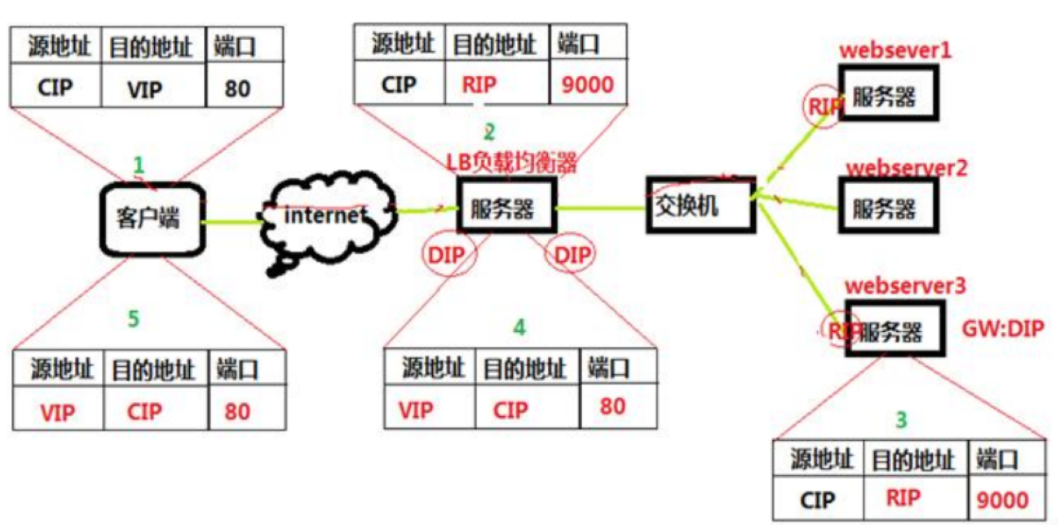 源地址 目的地址 端口
CIP VIP 80
1
客户端
internet
源地址 目的地址 端口
CIP RIP 9000
2
LB负载均衡器
服务器
DIP DIP
交换机
websever1
RIP 服务器
webserver2
服务器
webserver3
RIP 服务器 GW:DIP
3
源地址 目的地址 端口
CIP RIP 9000
4
源地址 目的地址 端口
VIP CIP 80
5
源地址 目的地址 端口
VIP CIP 80